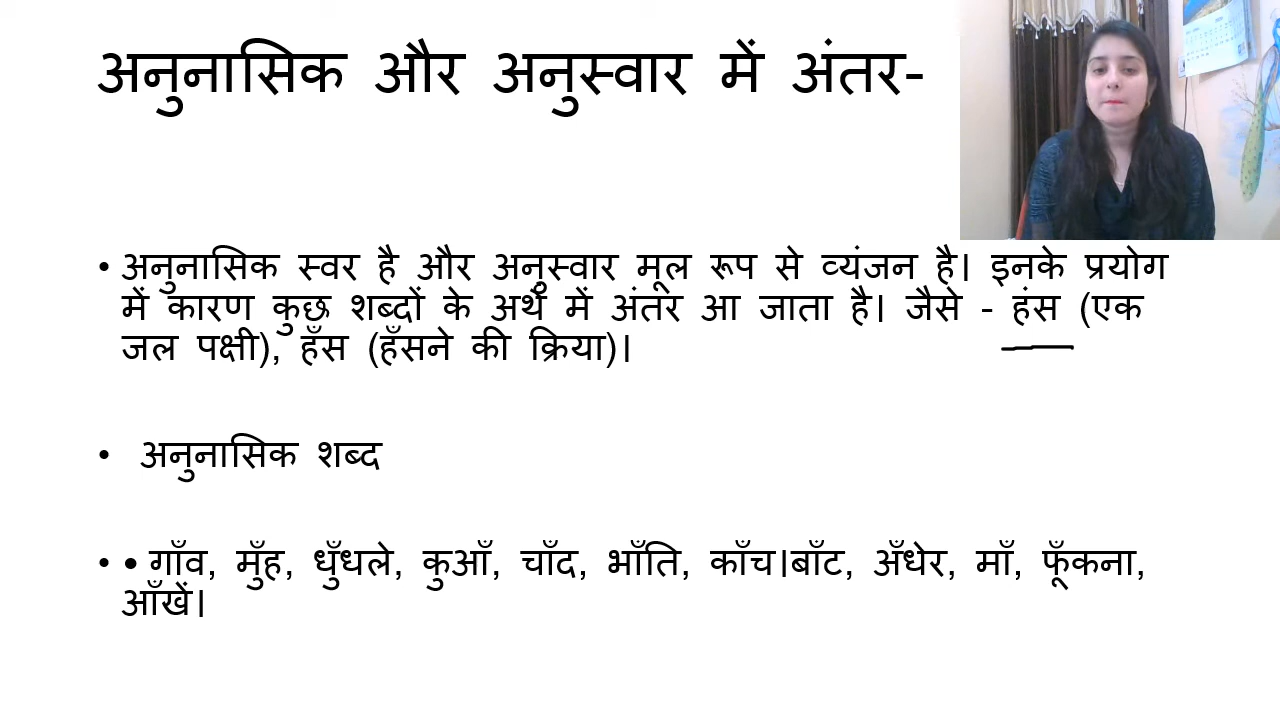 अनुनासिक और अनुस्वार में अंतर-
• अनुनासिक स्वर है और अनुस्वार मूल रूप से व्यंजन है। इनके प्रयोग
में कारण कुछ शब्दों के अर्थ में अंतर आ जाता है। जैसे - हंस (एक
जल पक्षी), हँस (हँसने की क्रिया)।
• अनुनासिक शब्द
• • गाँव, मुँह, धुँधले, कुआँ, चाँद, भाँति, काँच।बाँट, अँधेर, माँ, फूँकना,
आँखें।